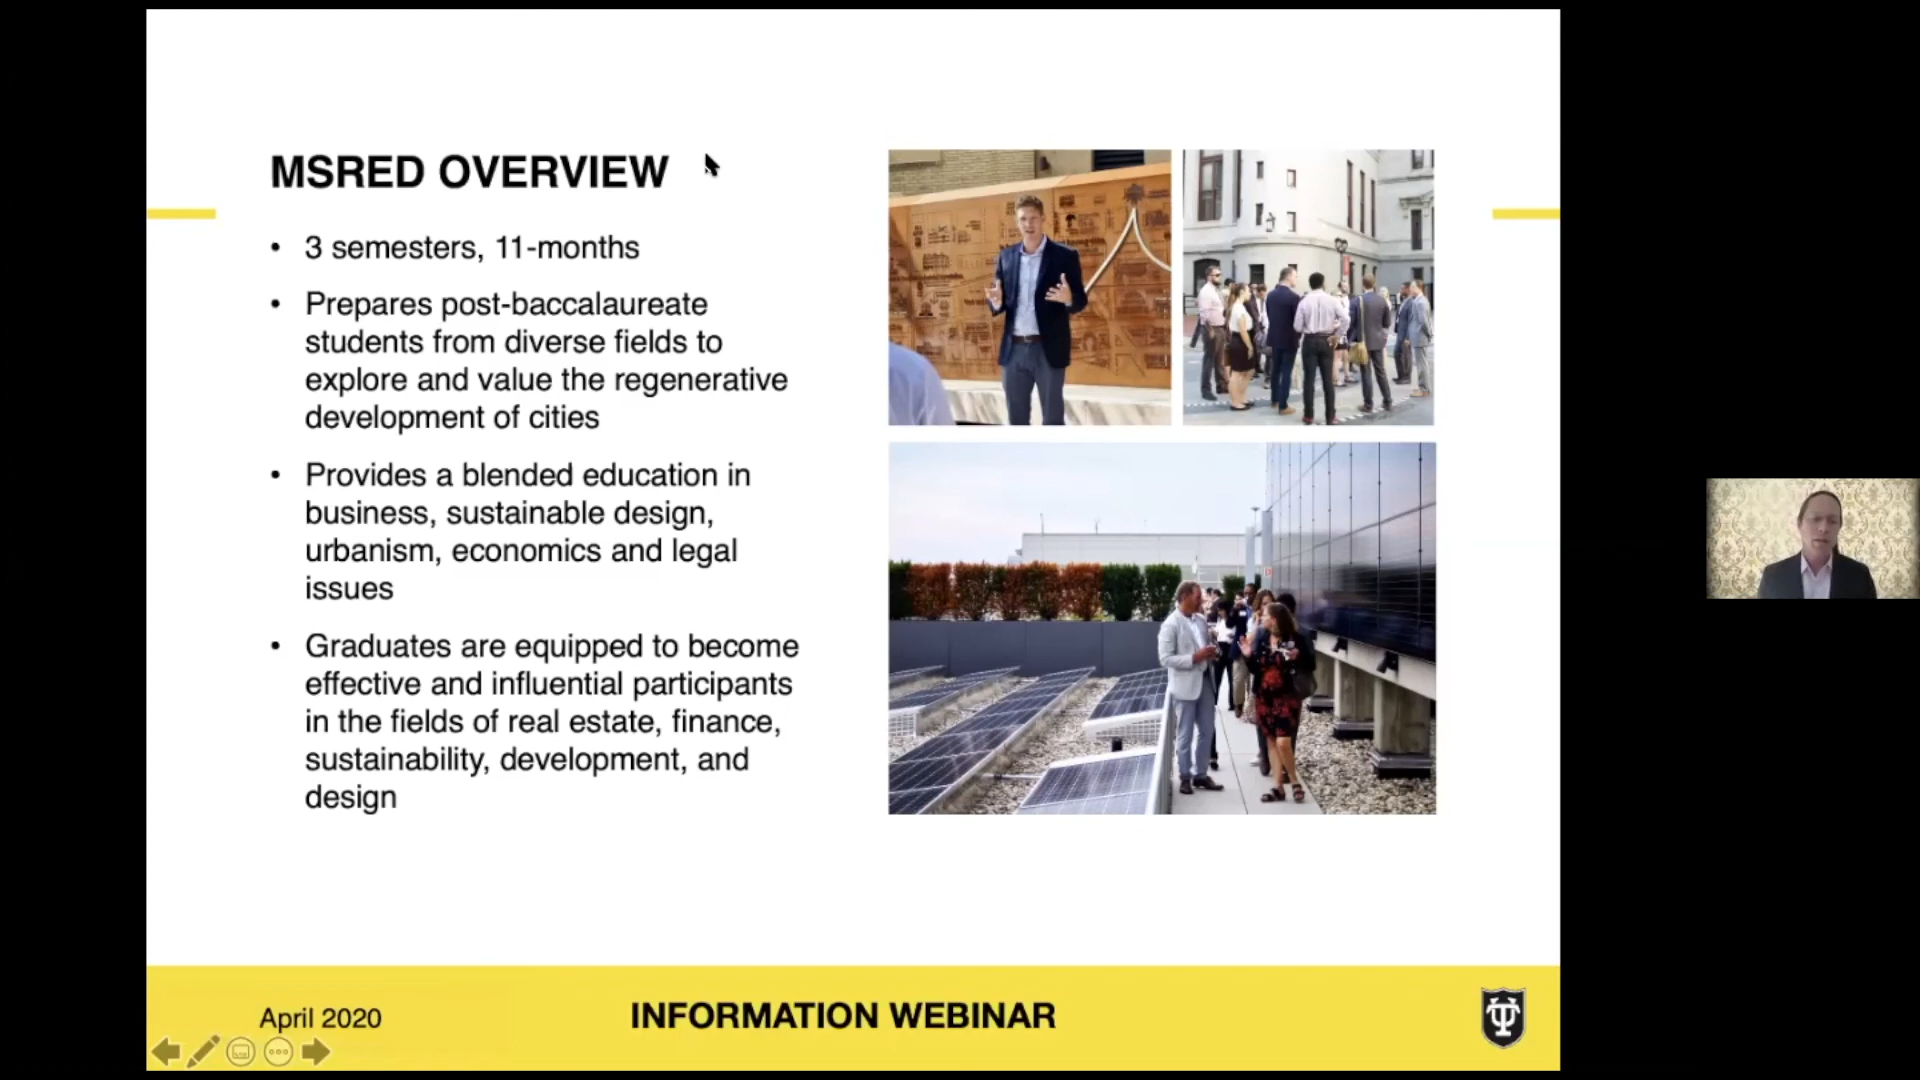 MSRED OVERVIEW
• 3 semesters, 11-months
• Prepares post-baccalaureate
students from diverse fields to
explore and value the regenerative
development of cities
• Provides a blended education in
business, sustainable design,
urbanism, economics and legal
issues
• Graduates are equipped to become
effective and influential participants
in the fields of real estate, finance,
sustainability, development, and
design
April 2020
INFORMATION WEBINAR